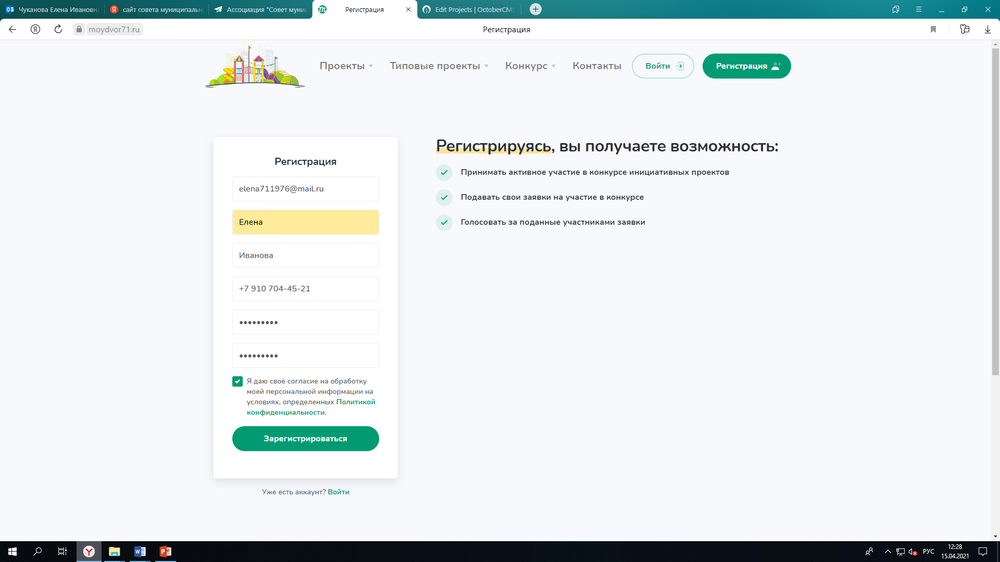 Чуканова Елена Ивановна
сайт совета муниципальн
Ассоциация "Совет муни
Регистрация
Edit Projects | OctoberCMS
moydvor71.ru
Регистрация
Проекты
Типовые проекты
Конкурс
Контакты
Войти
Регистрация
Регистрация
elena711976@mail.ru
Елена
Иванова
+7 910 704-45-21
•••••••••
•••••••••
Я даю своё согласие на обработку
моей персональной информации на
условиях, определенных Политикой
конфиденциальности.
Зарегистрироваться
Уже есть аккаунт? Войти
Регистрируясь, вы получаете возможность:
Принимать активное участие в конкурсе инициативных проектов
Подавать свои заявки на участие в конкурсе
Голосовать за поданные участниками заявки
РУС
12:28
15.04.2021